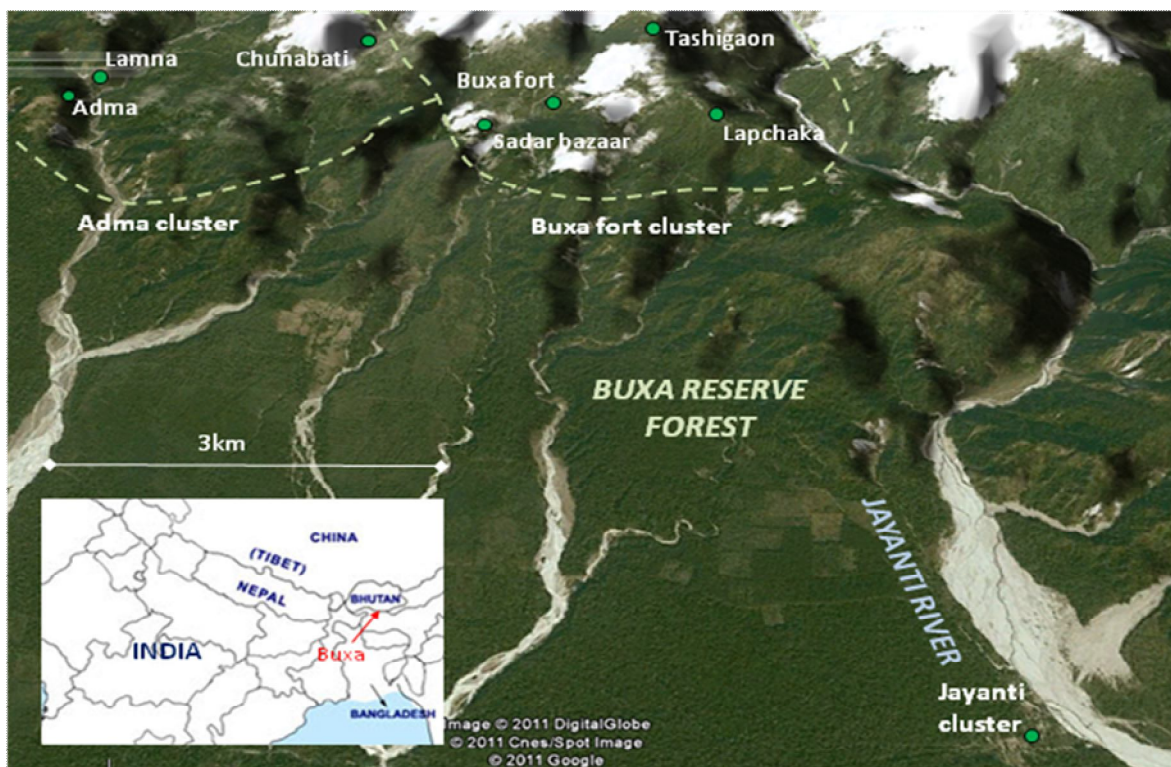 Lamna
Chunabati
Tashigaon
Adma
Buxa fort
Sadar bazaar
Lapchaka
Adma cluster
Buxa fort cluster
BUXA RESERVE
FOREST
3km
JAYANTI RIVER
CHINA
(TIBET)
NEPAL
BHUTAN
INDIA
Buxa
BANGLADESH
Jayanti
cluster
Image © 2011 DigitalGlobe
© 2011 Cnes/Spot Image
© 2011 Google